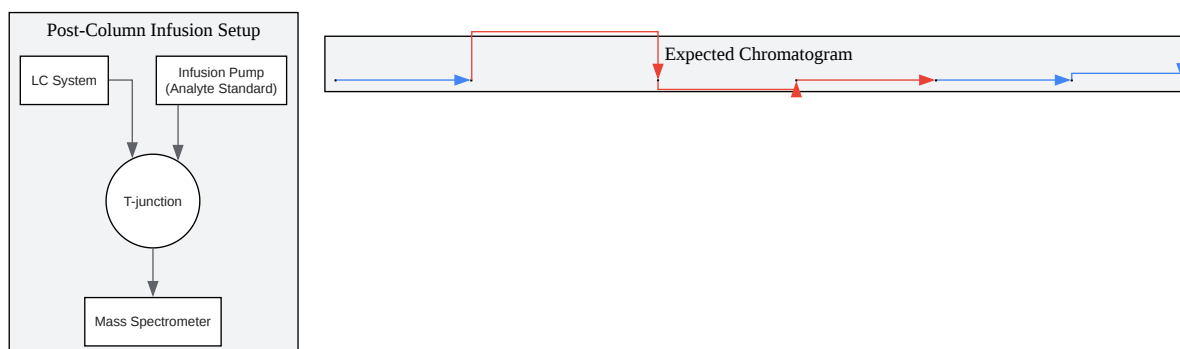 Post-Column Infusion Setup
LC System
Infusion Pump
(Analyte Standard)
T-junction
Mass Spectrometer
Expected Chromatogram